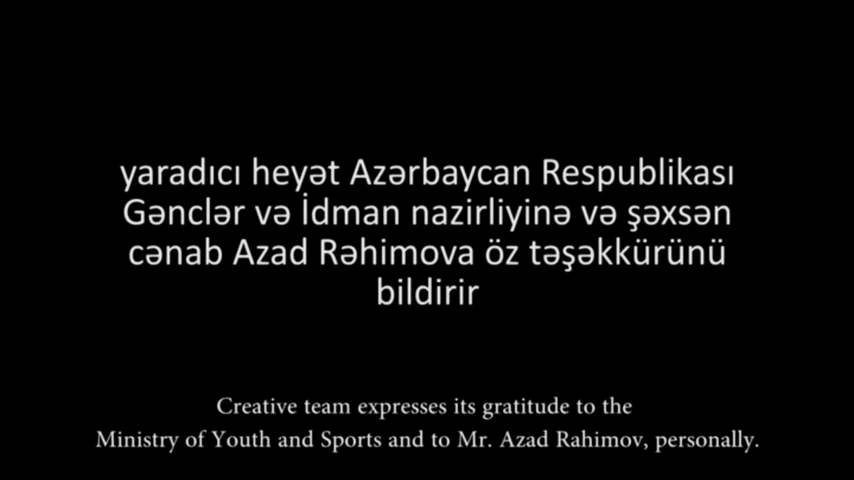 yaradıcı heyət Azərbaycan Respublikası
Gənclər və İdman nazirliyinə və şəxsən
cənab Azad Rəhimova öz təşəkkürünü
bildirir
Creative team expresses its gratitude to the
Ministry of Youth and Sports and to Mr. Azad Rahimov, personally.